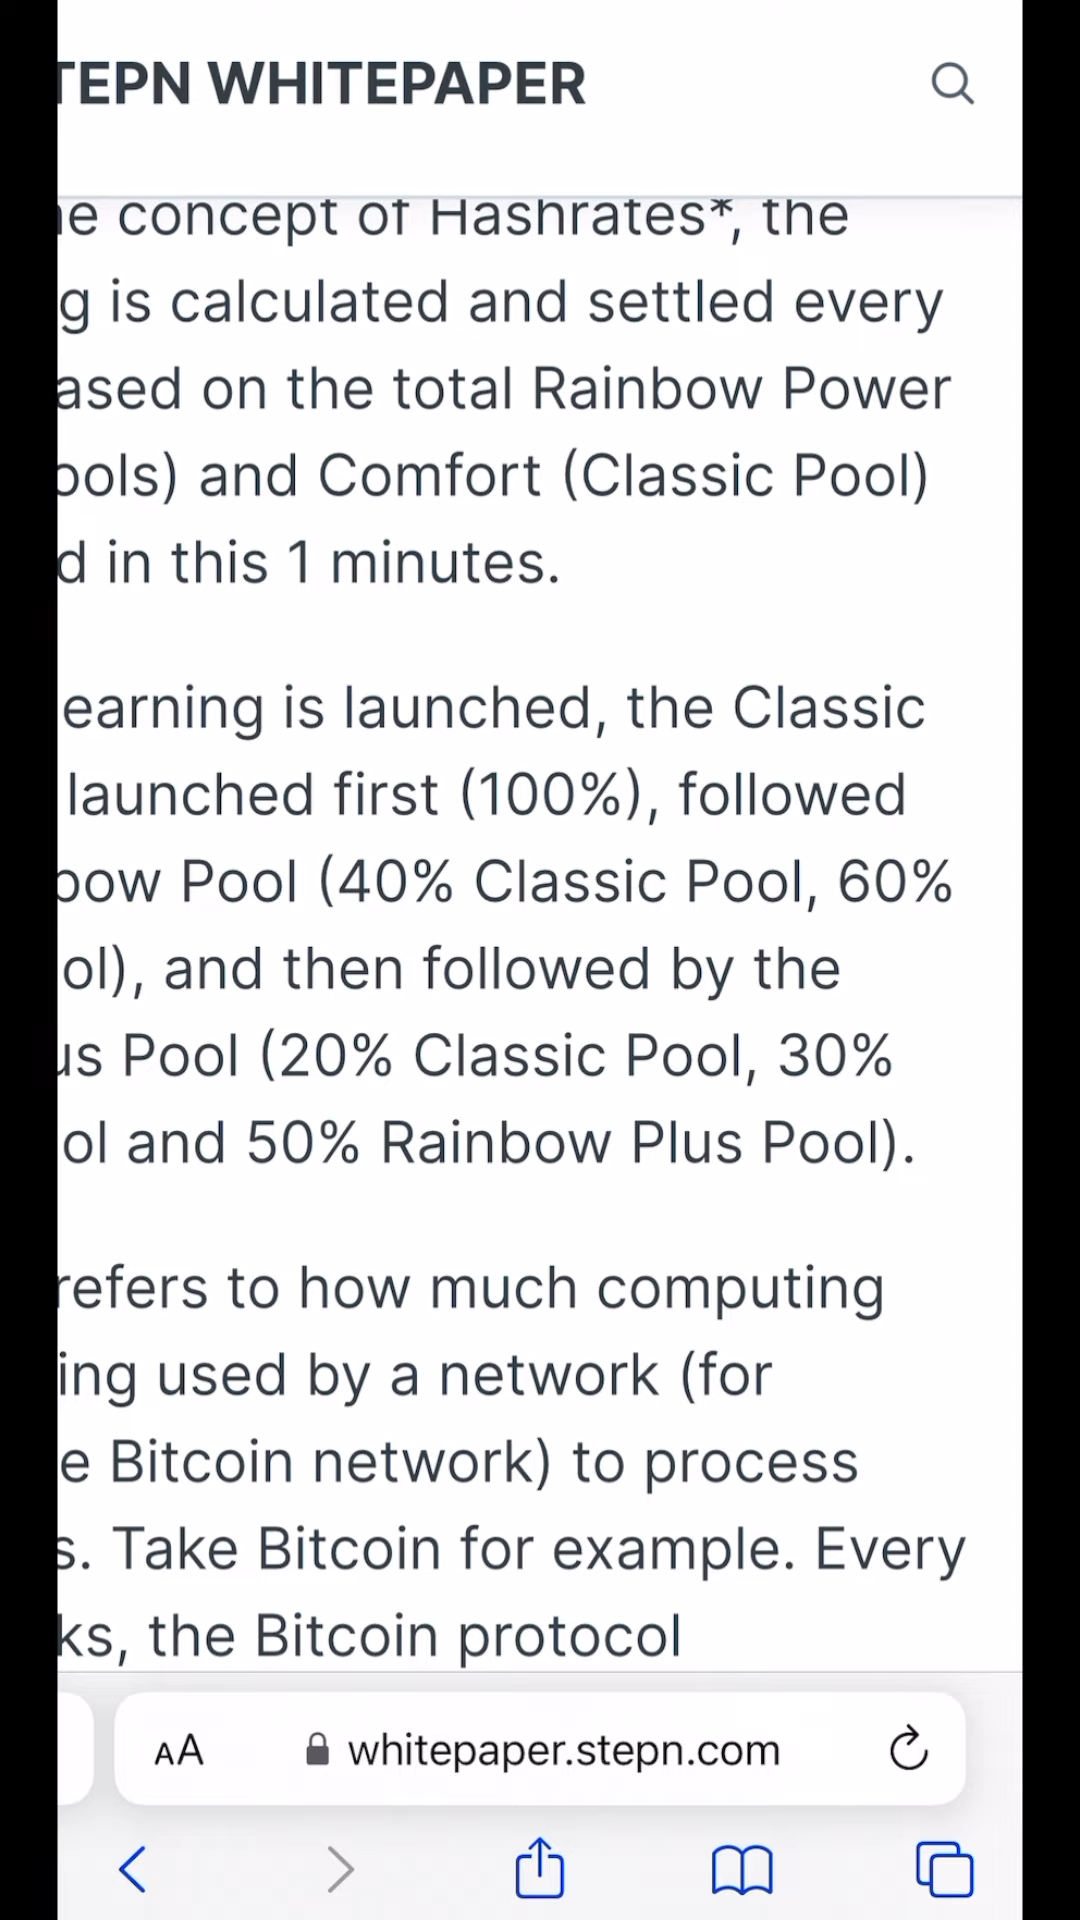 TEPN WHITEPAPER
e concept of Hashrates*, the
g is calculated and settled every
ased on the total Rainbow Power
ools) and Comfort (Classic Pool)
d in this 1 minutes.
earning is launched, the Classic
launched first (100%), followed
bow Pool (40% Classic Pool, 60%
ol), and then followed by the
us Pool (20% Classic Pool, 30%
ol and 50% Rainbow Plus Pool).
refers to how much computing
ing used by a network (for
e Bitcoin network) to process
s. Take Bitcoin for example. Every
ks, the Bitcoin protocol
AA whitepaper.stepn.com